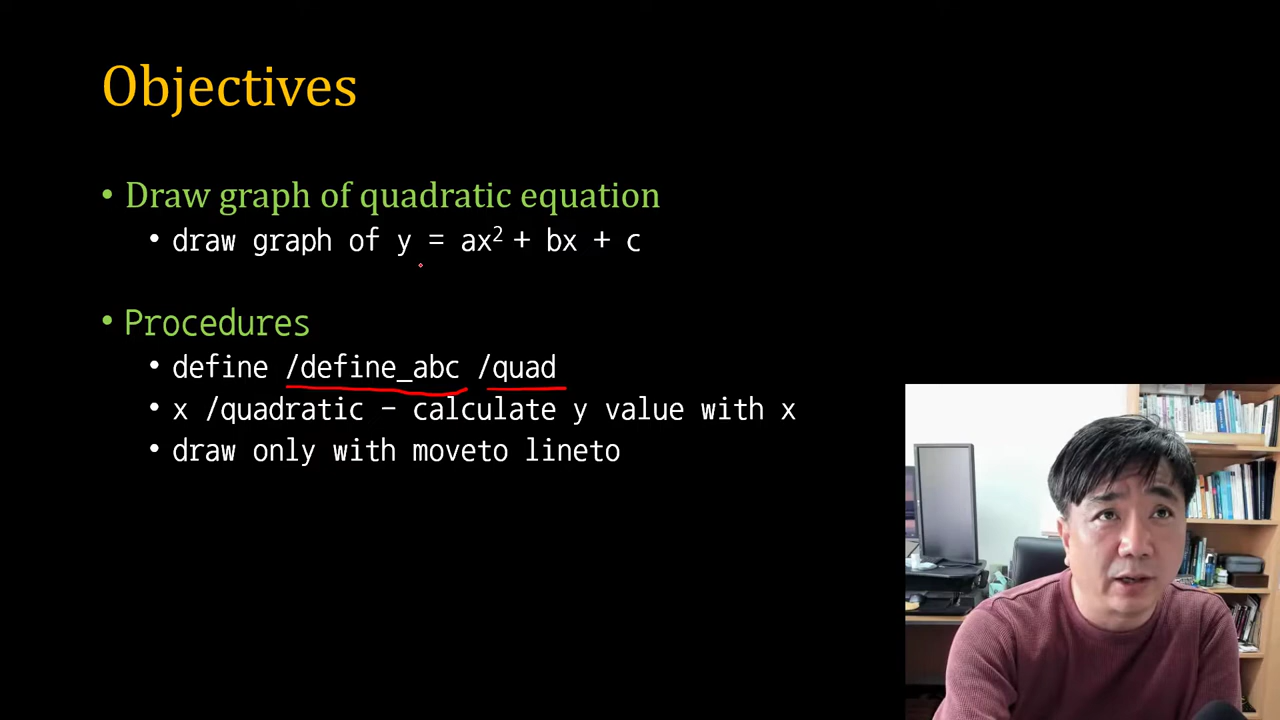 Objectives
• Draw graph of quadratic equation
• draw graph of y = ax² + bx + c
• Procedures
• define /define_abc /quad
• x /quadratic – calculate y value with x
• draw only with moveto lineto